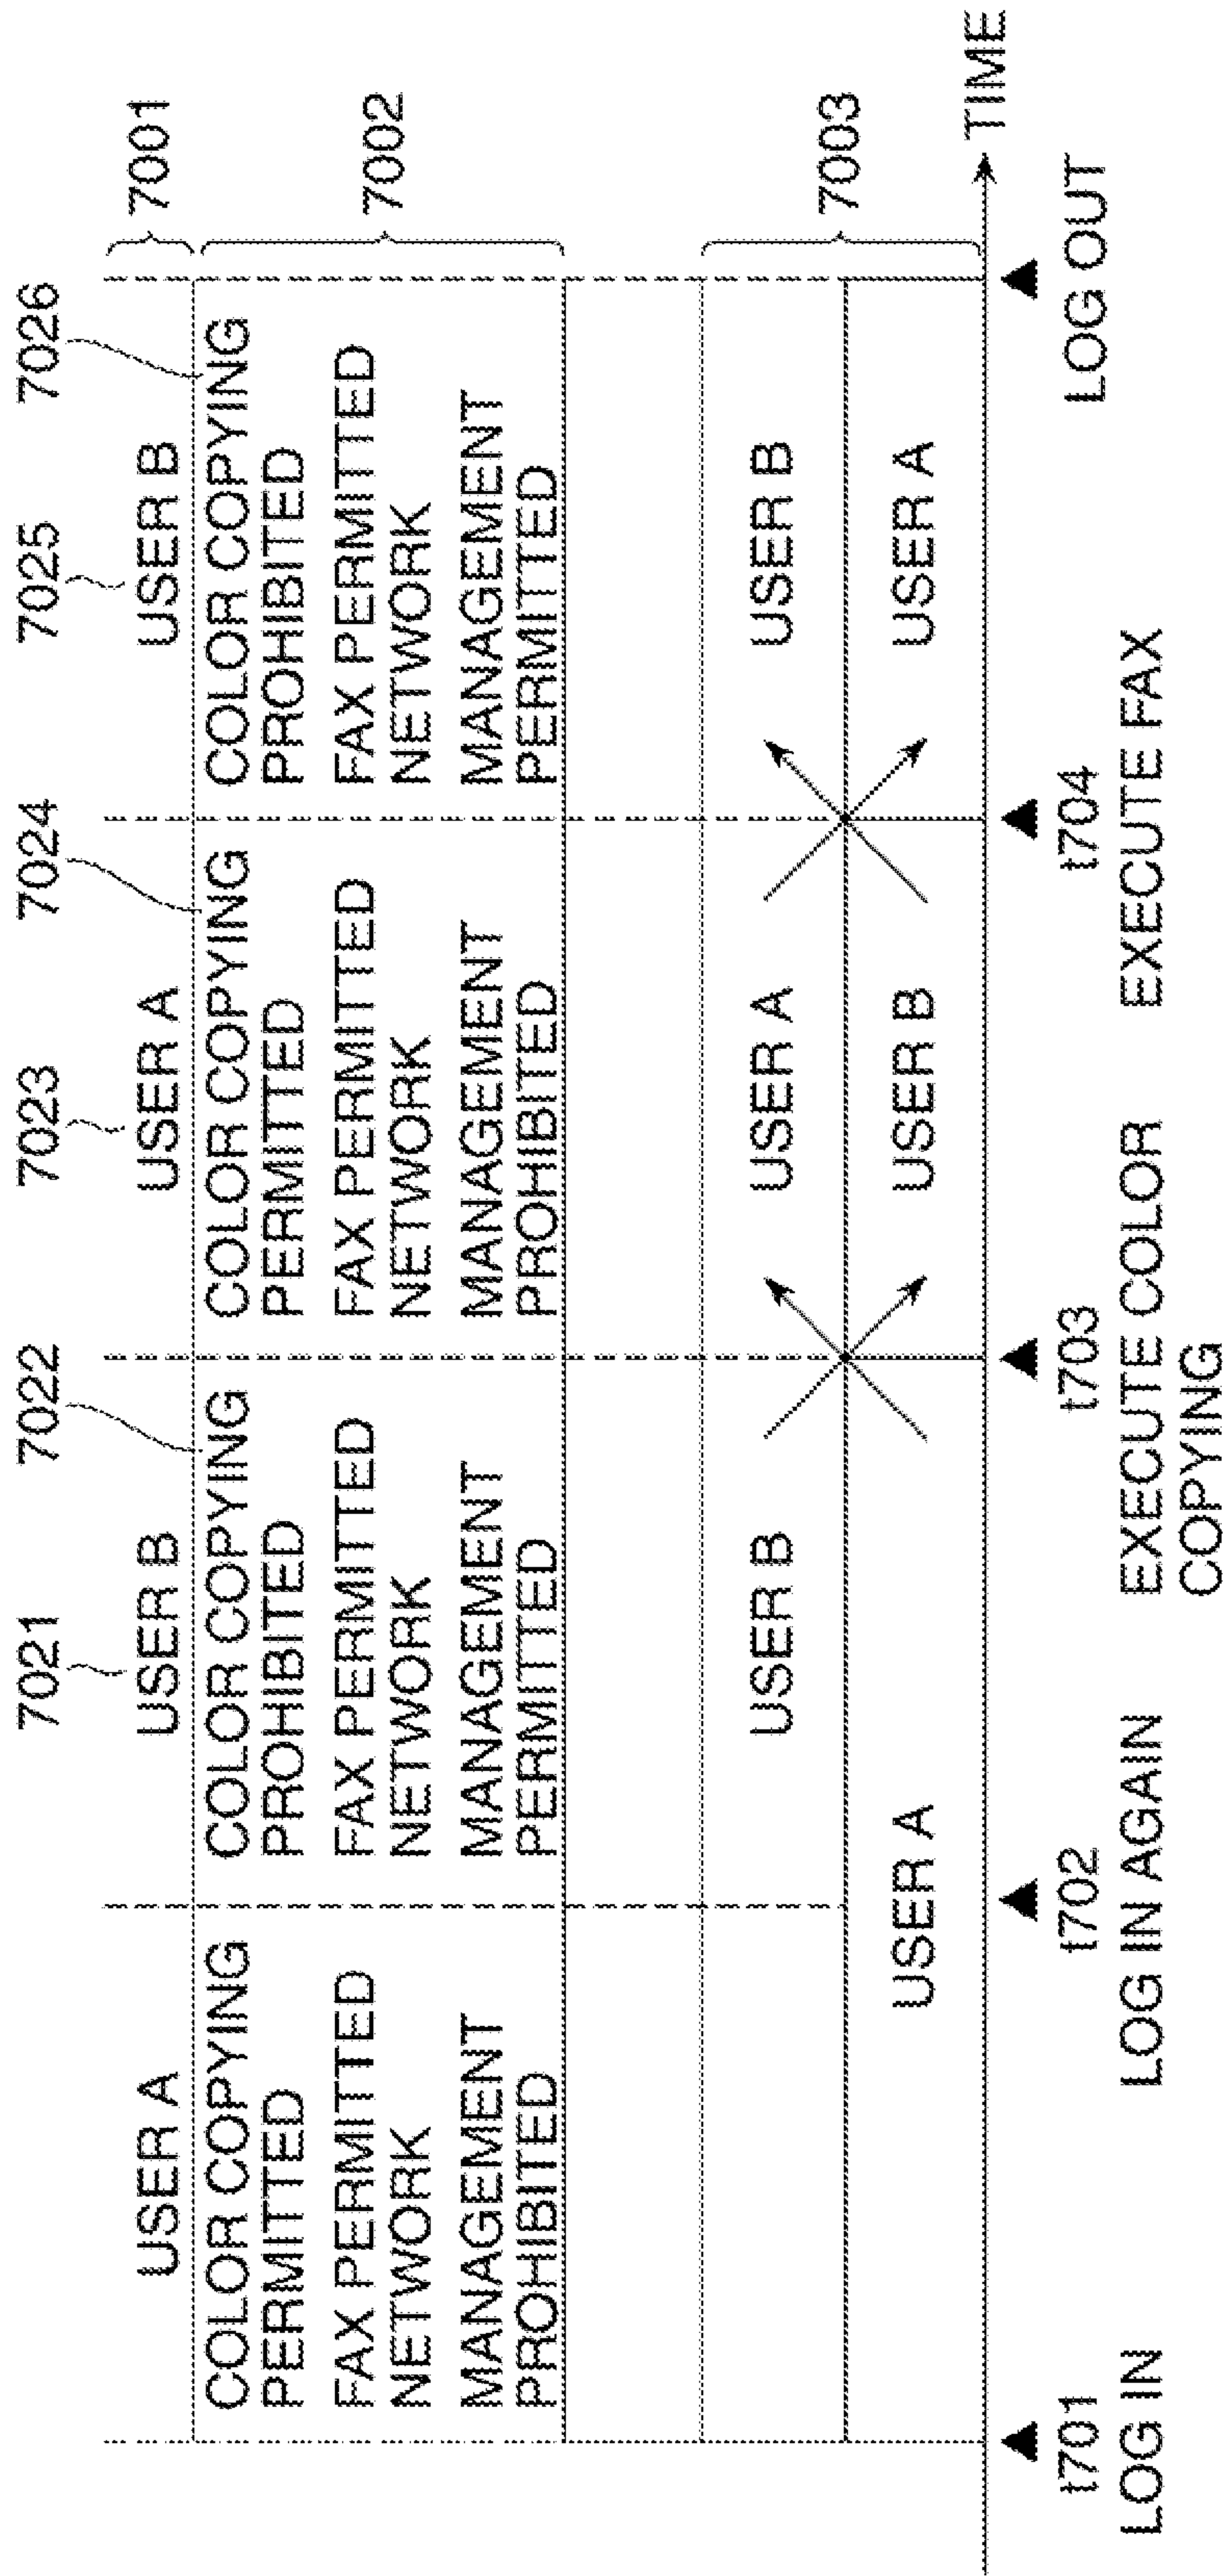 7021
7022
7023
7024
7025
7026
USER A
USER B
USER A
USER B
7001
COLOR COPYING
PERMITTED
FAX PERMITTED
NETWORK
MANAGEMENT
PROHIBITED
COLOR COPYING
PROHIBITED
FAX PERMITTED
NETWORK
MANAGEMENT
PERMITTED
COLOR COPYING
PERMITTED
FAX PERMITTED
NETWORK
MANAGEMENT
PROHIBITED
COLOR COPYING
PROHIBITED
FAX PERMITTED
NETWORK
MANAGEMENT
PERMITTED
7002
USER B
USER A
USER B
7003
USER A
USER B
USER A
TIME
t701
LOG IN
t702
LOG IN AGAIN
t703
EXECUTE COLOR
COPYING
t704
EXECUTE FAX
LOG OUT